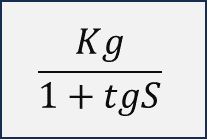 Kg
1 + tgS